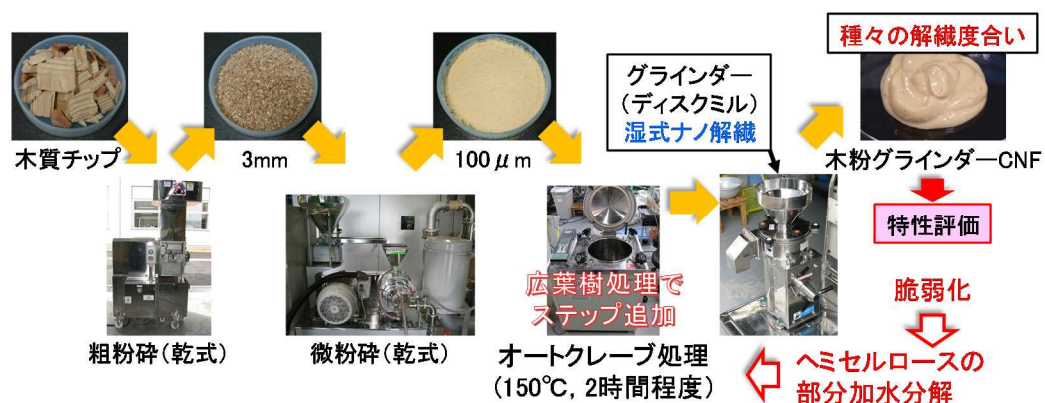 木質チップ
3mm
100μm
グラインダー
(ディスクミル)
湿式ナノ解繊
種々の解繊度合い
木粉グラインダーCNF
特性評価
粗粉砕(乾式)
微粉砕(乾式)
広葉樹処理で
ステップ追加
オートクレーブ処理
(150℃, 2時間程度)
脆弱化
ヘミセルロースの
部分加水分解